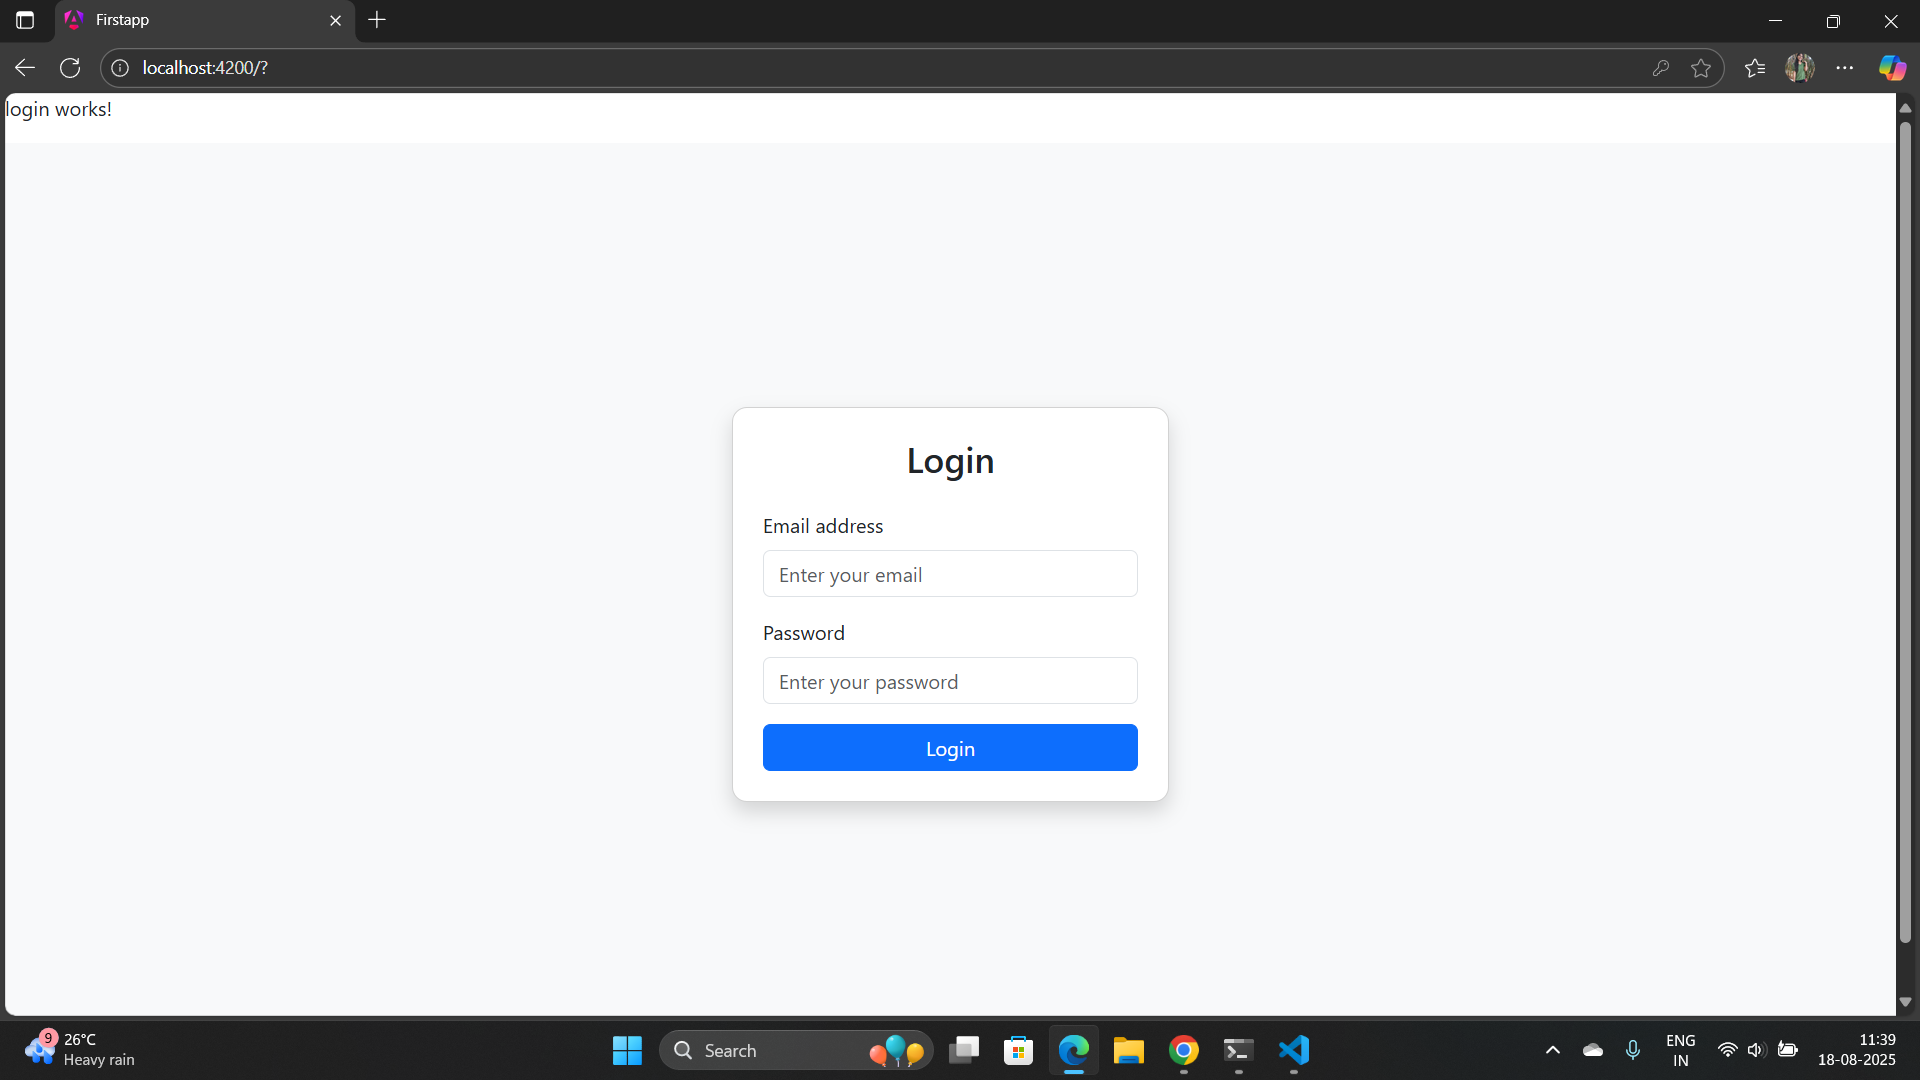 Firstapp
localhost:4200/?
login works!
Login
Email address
Enter your email
Password
Enter your password
Login
9
26°C
Heavy rain
Search
ENG
IN
11:39
18-08-2025